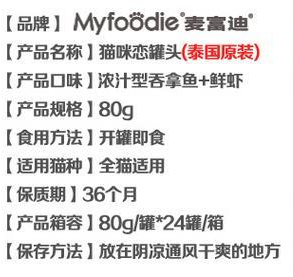 【品牌】Myfoodie®麦富迪®
【产品名称】猫咪恋罐头(泰国原装)
【产品口味】浓汁型吞拿鱼+鲜虾
【产品规格】80g
【食用方法】开罐即食
【适用猫种】全猫适用
【保质期】36个月
【产品箱容】80g/罐*24罐/箱
【保存方法】放在阴凉通风干爽的地方